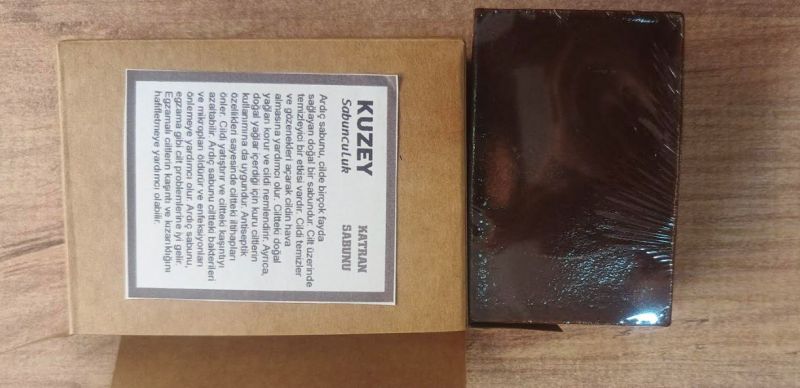 KUZEY
Sabunculuk
KATRAN
SABUNU
Ardıç sabunu, cilde birçok fayda
sağlayan doğal bir sabundur. Cilt üzerinde
temizleyici bir etkisi vardır. Cildi temizler
ve gözenekleri açarak cildin hava
almasına yardımcı olur. Ciltteki doğal
yağları korur ve cildi nemlendirir. Ayrıca,
doğal yağlar içerdiği için kuru ciltlerin
kullanımına da uygundur. Antiseptik
özellikleri sayesinde ciltteki iltihapları
önler. Cildi yatıştırır ve ciltteki kaşıntıyı
azaltabilir. Ardıç sabunu ciltteki bakterileri
ve mikropları öldürür ve enfeksiyonları
önlemeye yardımcı olur. Ardıç sabunu,
egzama gibi cilt problemlerine iyi gelir.
Egzamalı ciltlerin kaşıntı ve kızarıklığını
hafifletmeye yardımcı olabilir.